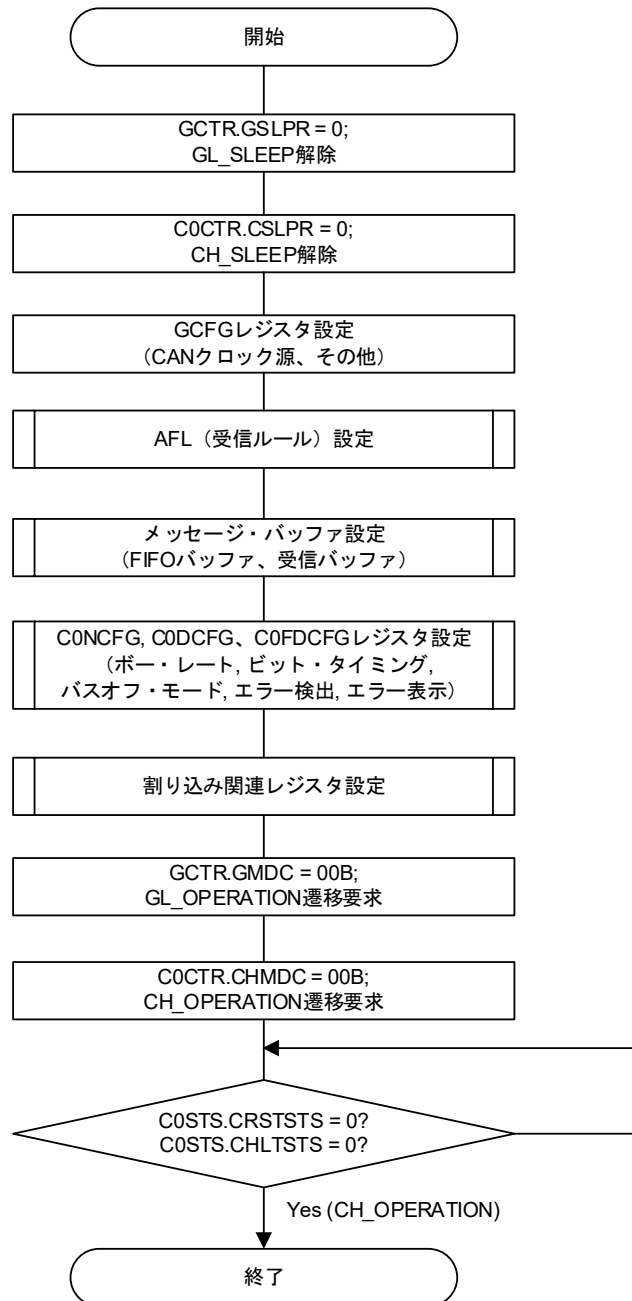 開始
GCTR.GSLPR = 0;
GL_SLEEP解除
C0CTR.CSLPR = 0;
CH_SLEEP解除
GCFGレジスタ設定
（CANクロック源、その他）
AFL（受信ルール）設定
メッセージ・バッファ設定
（FIFOバッファ、受信バッファ）
C0NCFG, C0DCFG、C0FDCFGレジスタ設定
（ボー・レート, ビット・タイミング,
バスオフ・モード, エラー検出, エラー表示）
割り込み関連レジスタ設定
GCTR.GMDC = 00B;
GL_OPERATION遷移要求
C0CTR.CHMDC = 00B;
CH_OPERATION遷移要求
C0STS.CRSTSTS = 0?
C0STS.CHLTSTS = 0?
Yes (CH_OPERATION)
終了